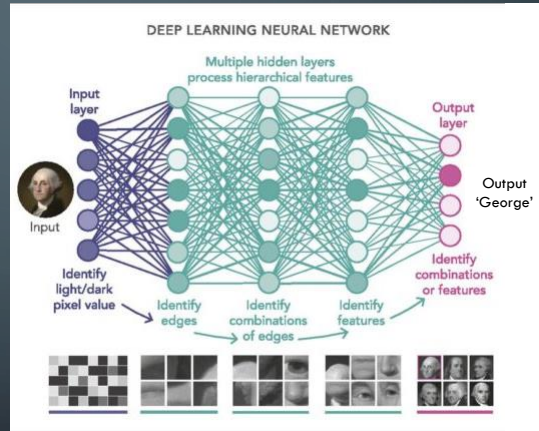 DEEP LEARNING NEURAL NETWORK
Multiple hidden layers
process hierarchical features
Input
layer
Output
layer
Input
Output
‘George’
Identify
light/dark
pixel value
Identify
edges
Identify
combinations
of edges
Identify
features
Identify
combinations
or features